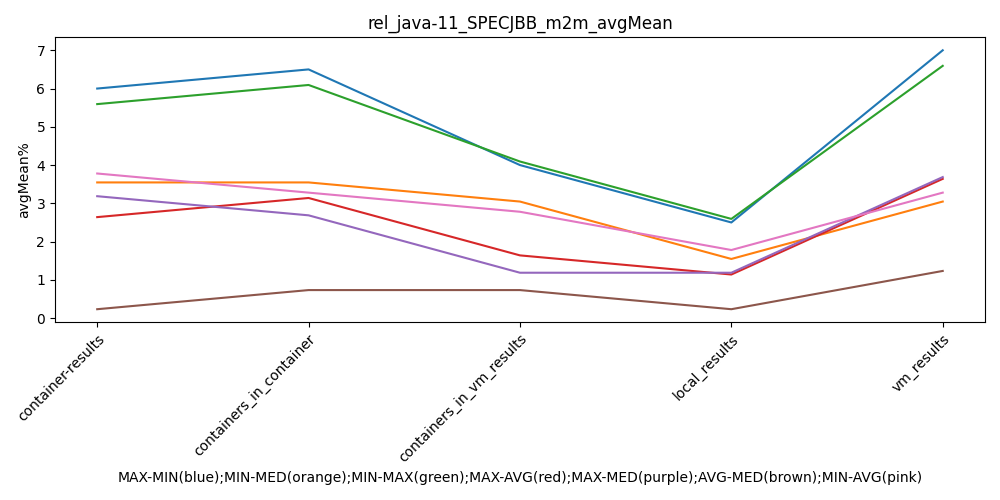 rel_java-11_SPECJBB_m2m_avgMean
avgMean%
7
6
5
4
3
2
1
0
container-results
containers_in_container
containers_in_vm_results
local_results
vm_results
MAX-MIN(blue);MIN-MED(orange);MIN-MAX(green);MAX-AVG(red);MAX-MED(purple);AVG-MED(brown);MIN-AVG(pink)